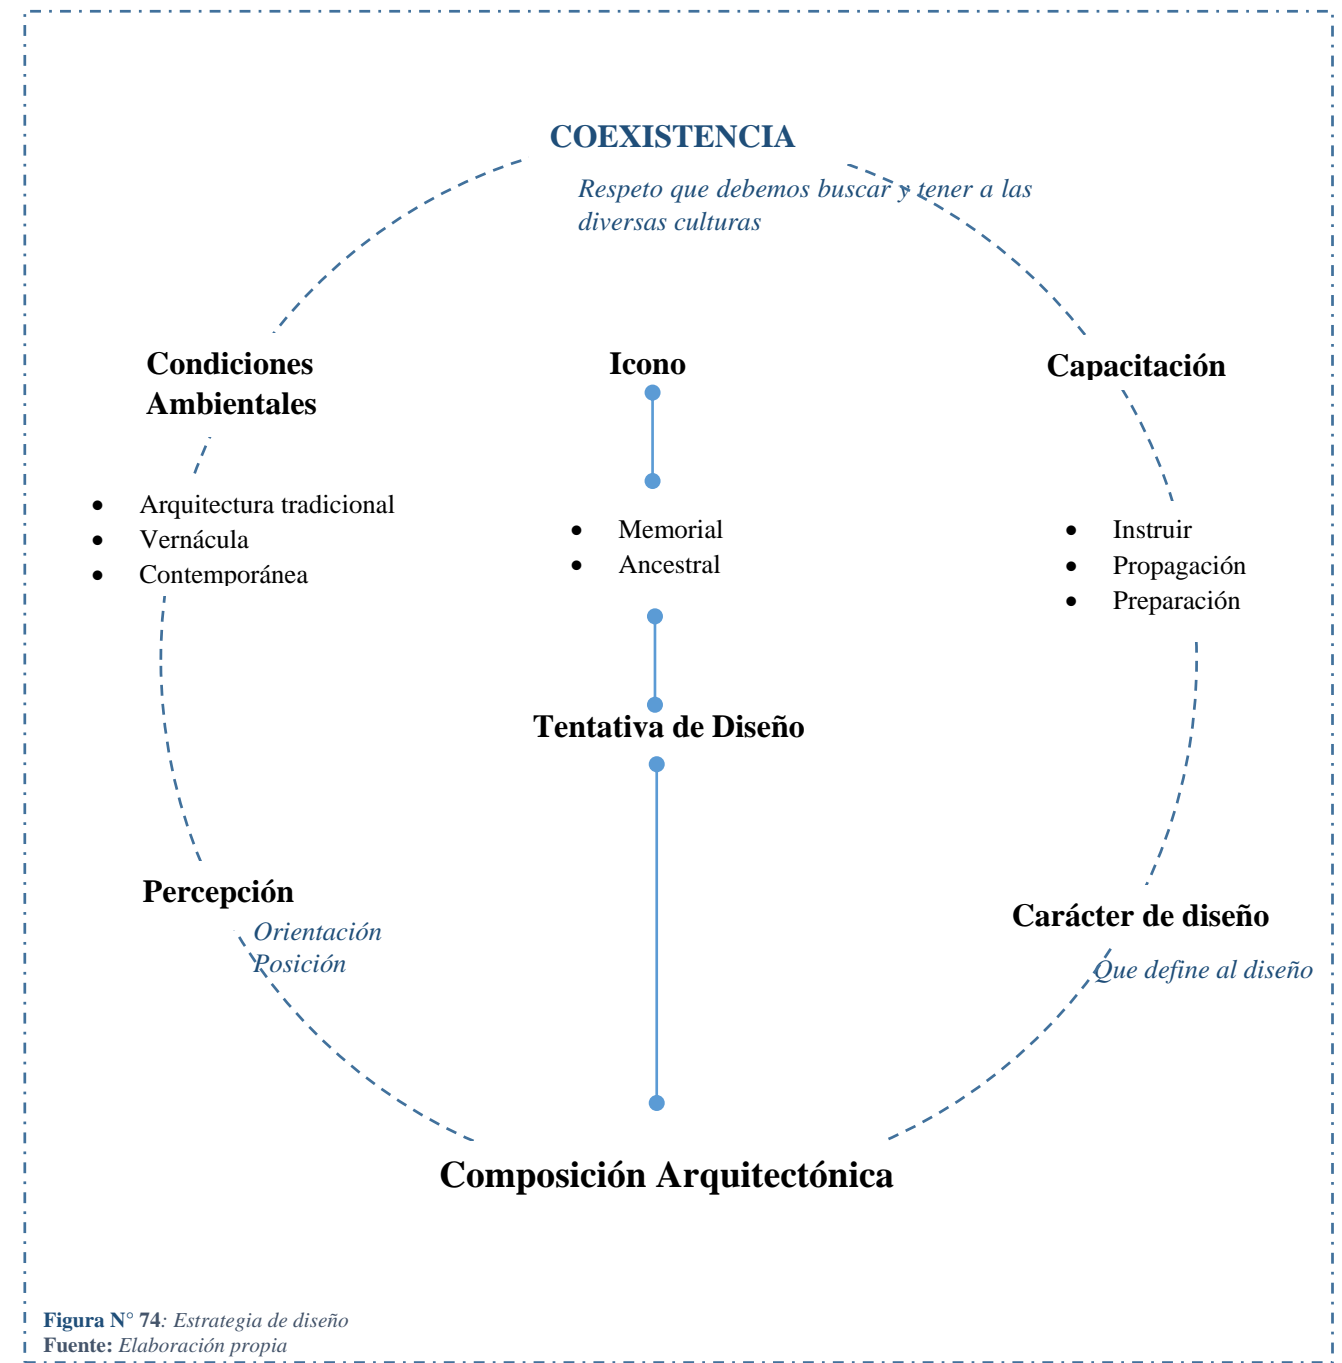 COEXISTENCIA
Respeto que debemos buscar y tener a las
diversas culturas
Condiciones
Ambientales
• Arquitectura tradicional
• Vernácula
• Contemporánea
Icono
• Memorial
• Ancestral
Capacitación
• Instruir
• Propagación
• Preparación
Tentativa de Diseño
Percepción
Orientación
Posición
Carácter de diseño
Que define al diseño
Composición Arquitectónica
Figura N° 74: Estrategia de diseño
Fuente: Elaboración propia